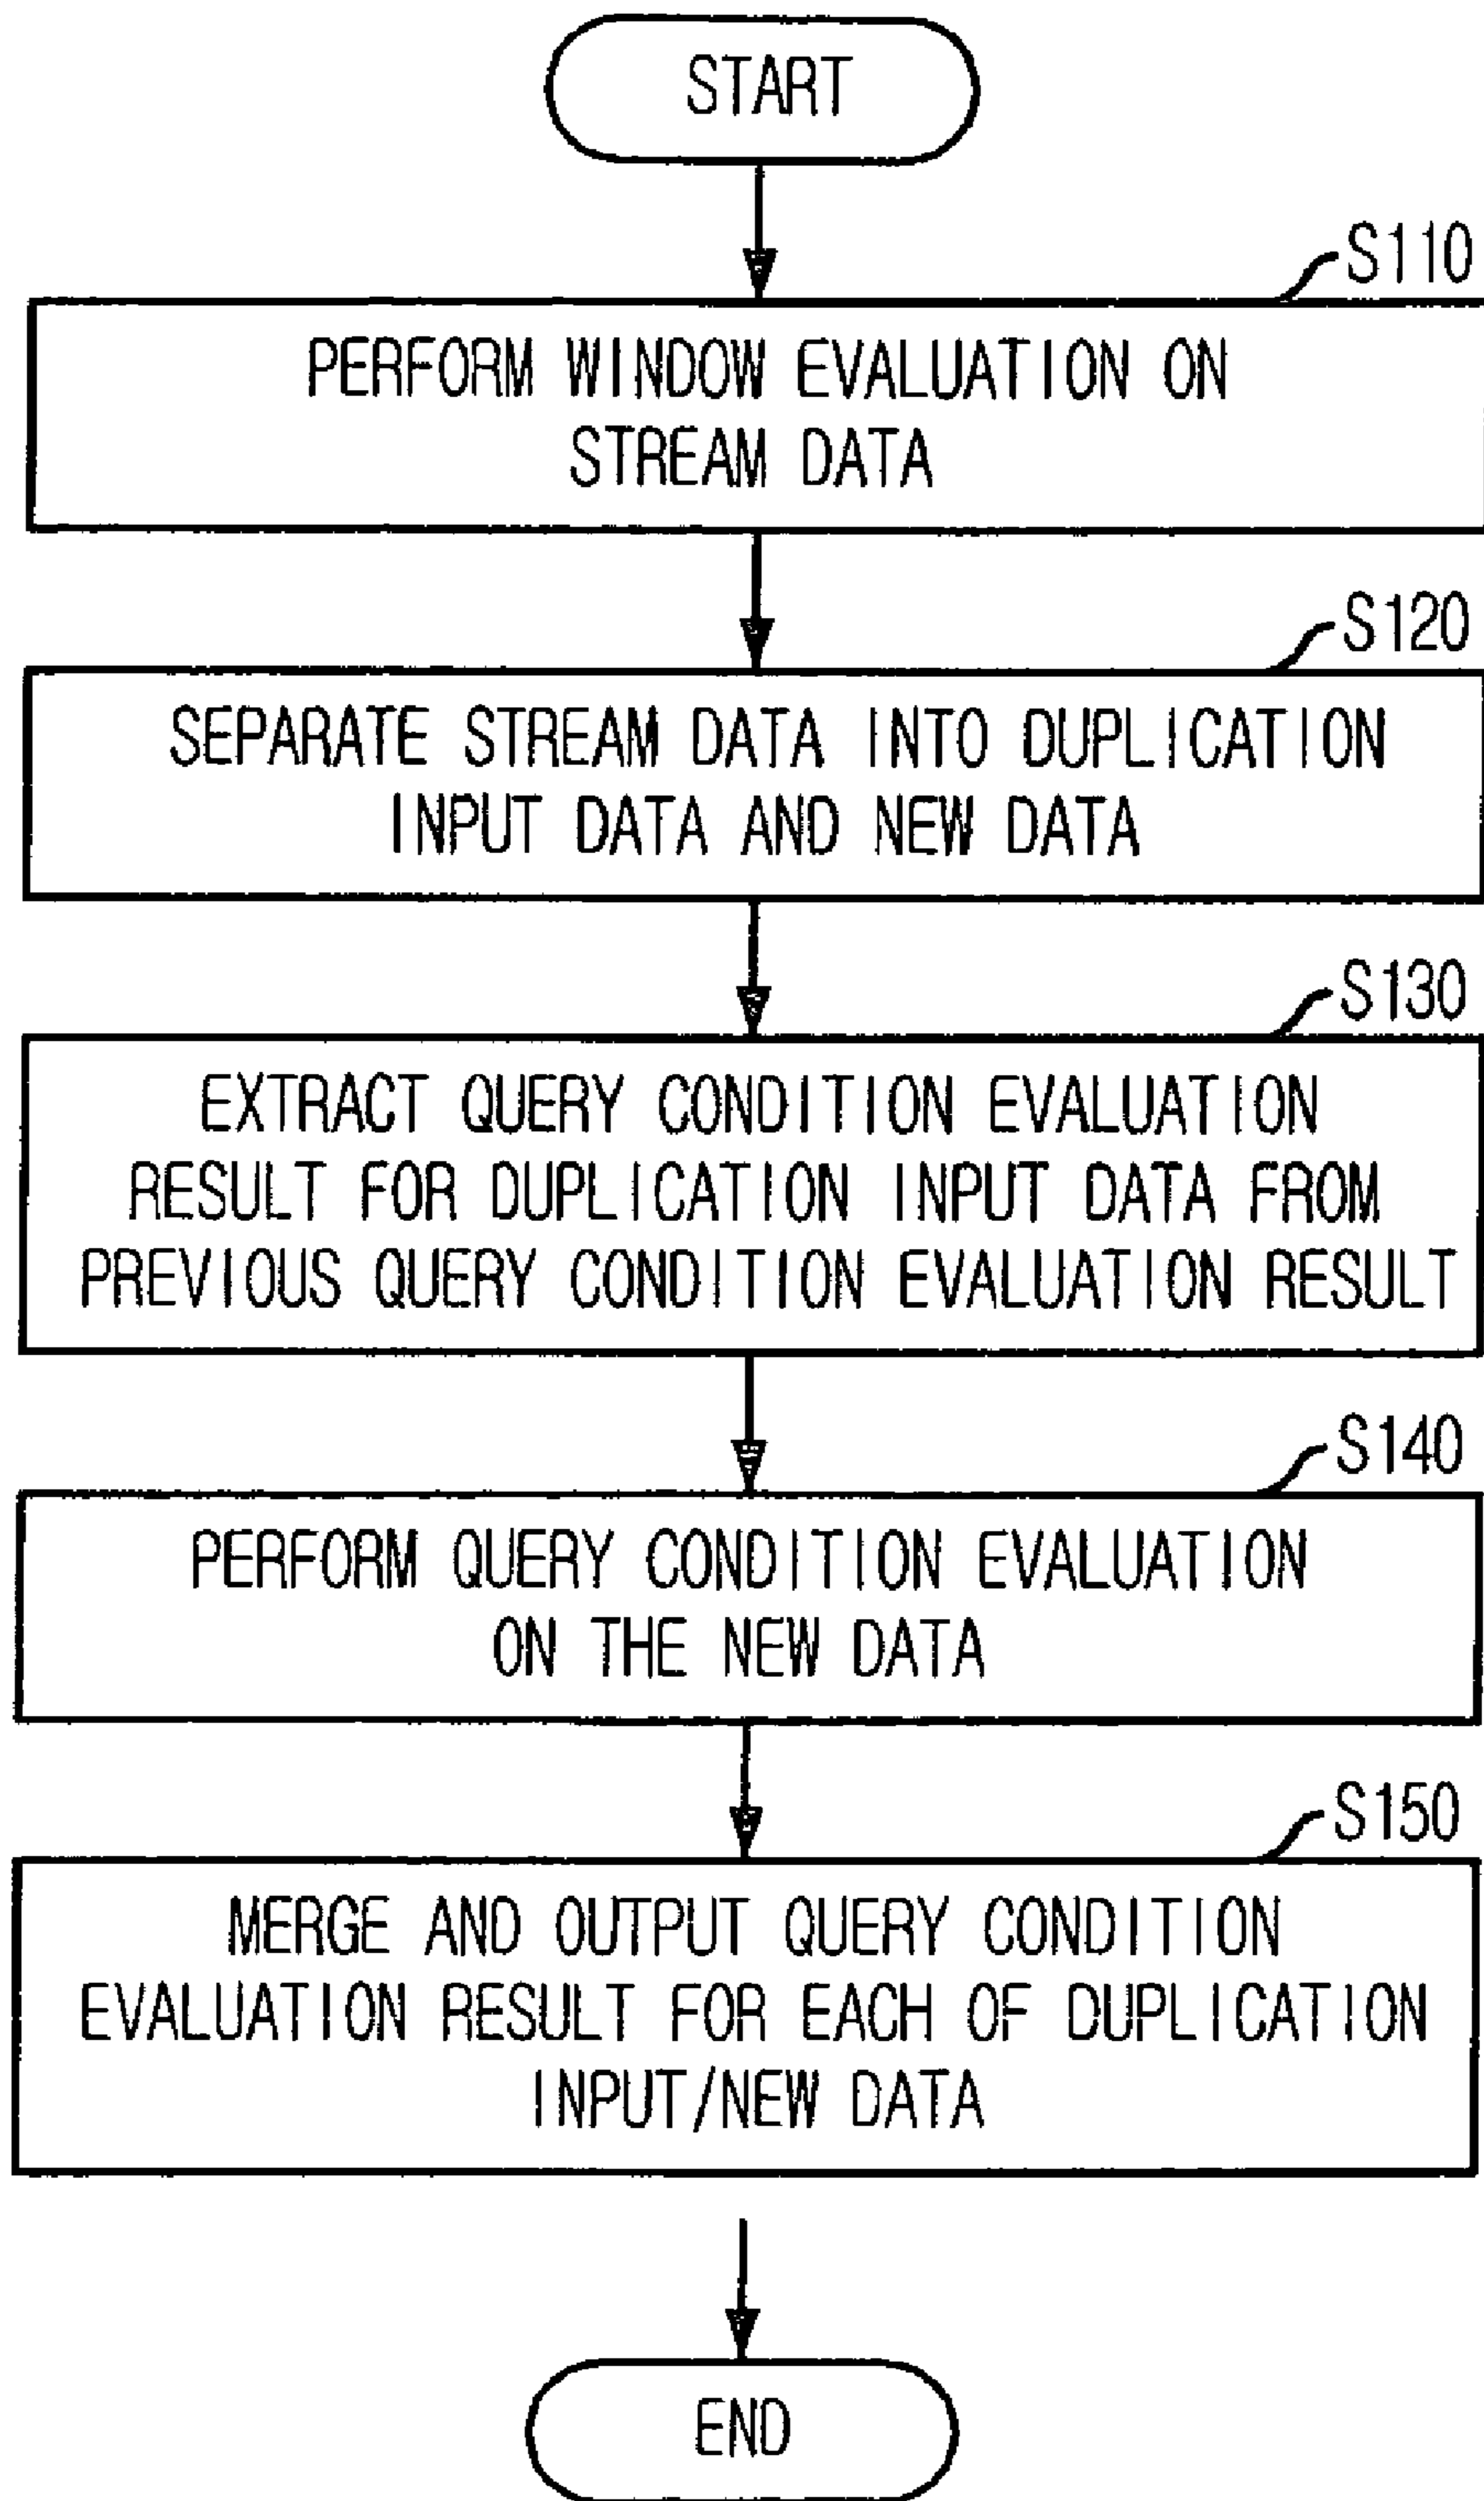 START
S110
PERFORM WINDOW EVALUATION ON
STREAM DATA
S120
SEPARATE STREAM DATA INTO DUPLICATION
INPUT DATA AND NEW DATA
S130
EXTRACT QUERY CONDITION EVALUATION
RESULT FOR DUPLICATION INPUT DATA FROM
PREVIOUS QUERY CONDITION EVALUATION RESULT
S140
PERFORM QUERY CONDITION EVALUATION
ON THE NEW DATA
S150
MERGE AND OUTPUT QUERY CONDITION
EVALUATION RESULT FOR EACH OF DUPLICATION
INPUT/NEW DATA
END